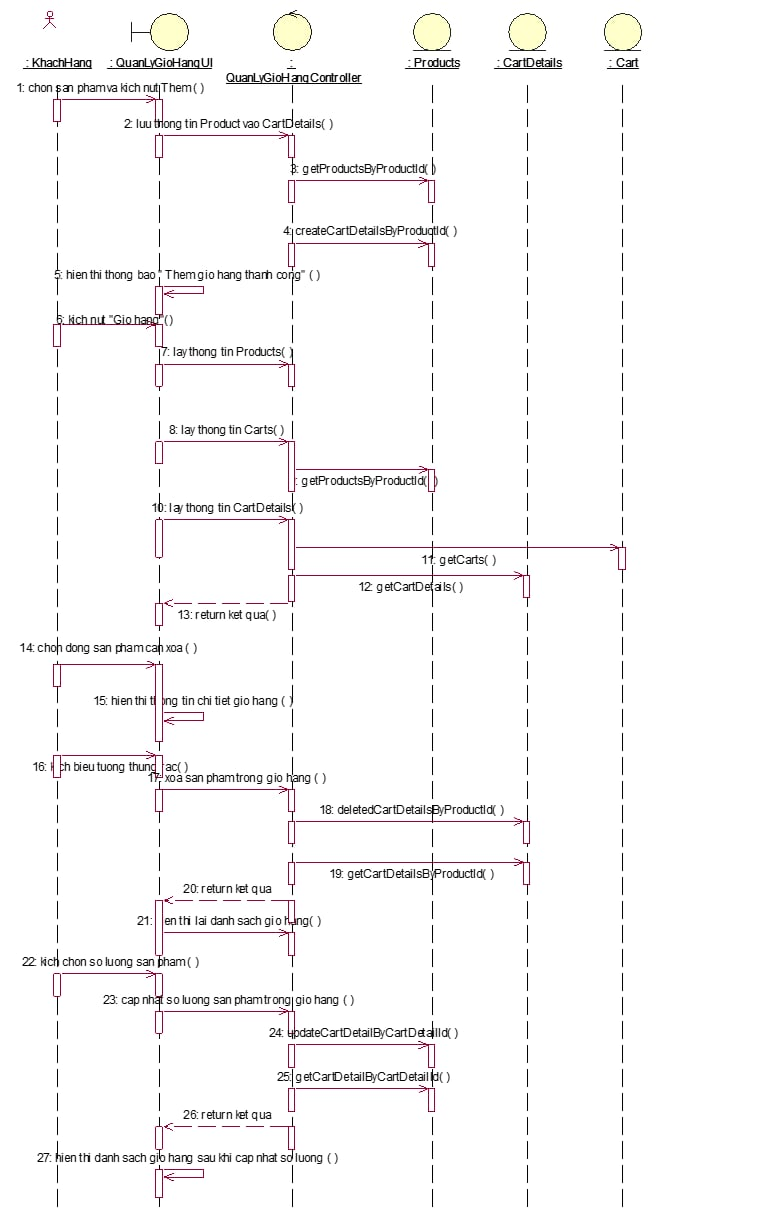 : KhachHang
: QuanLyGioHangUI
:
QuanLyGioHangController
: Products
: CartDetails
: Cart
1: chon san pham va kich nut Them ( )
2: luu thong tin Product vao CartDetails( )
3: getProductsByProductId( )
4: createCartDetailsByProductId( )
5: hien thi thong bao " Them gio hang thanh cong" ( )
6: kich nut "Gio hang"( )
7: lay thong tin Products( )
8: lay thong tin Carts( )
: getProductsByProductId( )
10: lay thong tin CartDetails( )
11: getCarts( )
12: getCartDetails( )
13: return ket qua( )
14: chon dong san pham can xoa ( )
15: hien thi thong tin chi tiet gio hang ( )
16: kich bieu tuong thung rac( )
17: xoa san pham trong gio hang ( )
18: deletedCartDetailsByProductId( )
19: getCartDetailsByProductId( )
20: return ket qua
21: hien thi lai danh sach gio hang( )
22: kich chon so luong san pham ( )
23: cap nhat so luong san pham trong gio hang ( )
24: updateCartDetailByCartDetailId( )
25: getCartDetailByCartDetailId( )
26: return ket qua
27: hien thi danh sach gio hang sau khi cap nhat so luong ( )